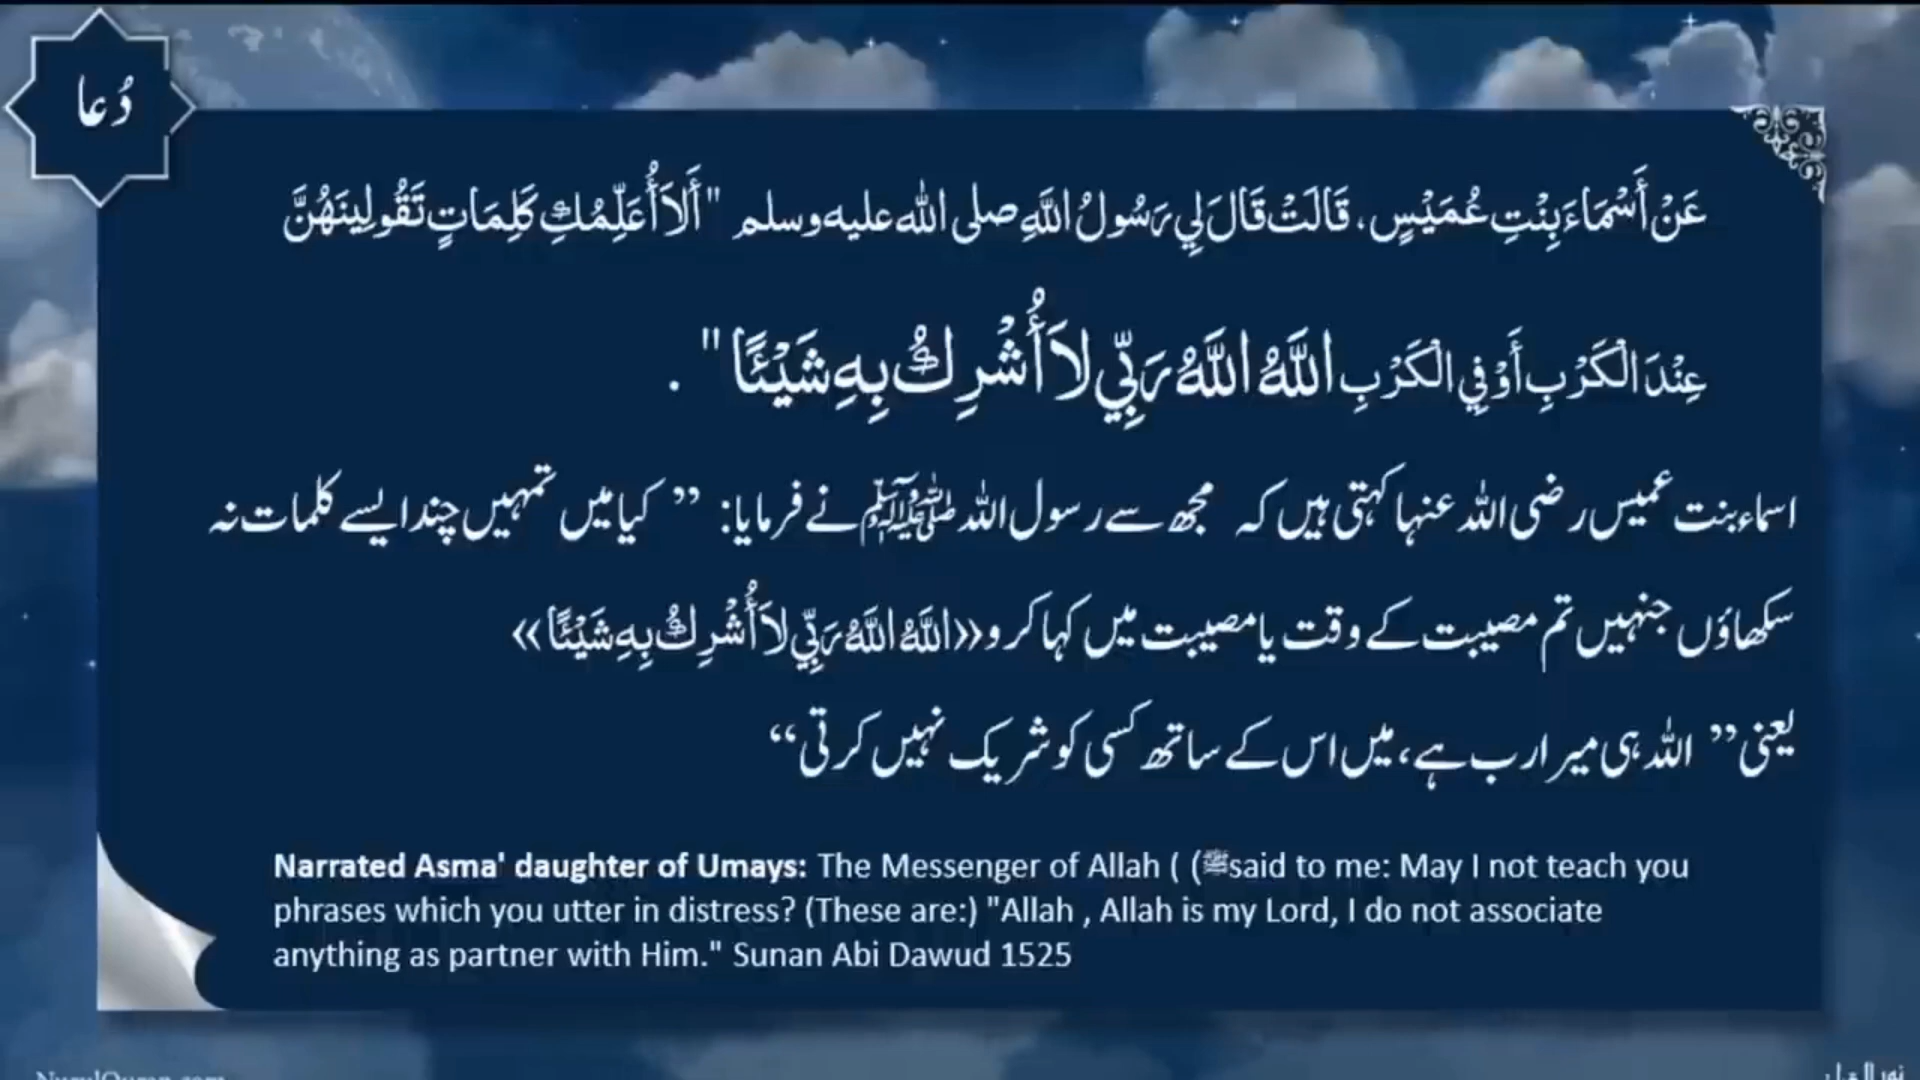 دُعا
عَنْ أَسْمَاءَ بِنْتِ عُمَيْسٍ، قَالَتْ قَالَ لِي رَسُولُ اللَّهِ صلى الله عليه وسلم "أَلاَ أُعَلِّمُكِ كَلِمَاتٍ تَقُولِينَهُنَّ
عِنْدَ الْكَرْبِ أَوْ فِي الْكَرْبِ اللَّهُ اللَّهُ رَبِّي لاَ أُشْرِكُ بِهِ شَيْئًا" .
اسماء بنت عمیس رضی اللہ عنہا کہتی ہیں کہ مجھ سے رسول اللہ ﷺ نے فرمایا: ” کیا میں تمہیں چند ایسے کلمات نہ
سکھاؤں جنہیں تم مصیبت کے وقت یا مصیبت میں کہا کرو «اللَّهُ اللَّهُ رَبِّي لاَ أُشْرِكُ بِهِ شَيْئًا»
یعنی ” اللہ ہی میرا رب ہے، میں اس کے ساتھ کسی کو شریک نہیں کرتی“
Narrated Asma' daughter of Umays: The Messenger of Allah ( (ﷺsaid to me: May I not teach you
phrases which you utter in distress? (These are:) "Allah , Allah is my Lord, I do not associate
anything as partner with Him." Sunan Abi Dawud 1525
NurulQuran.com